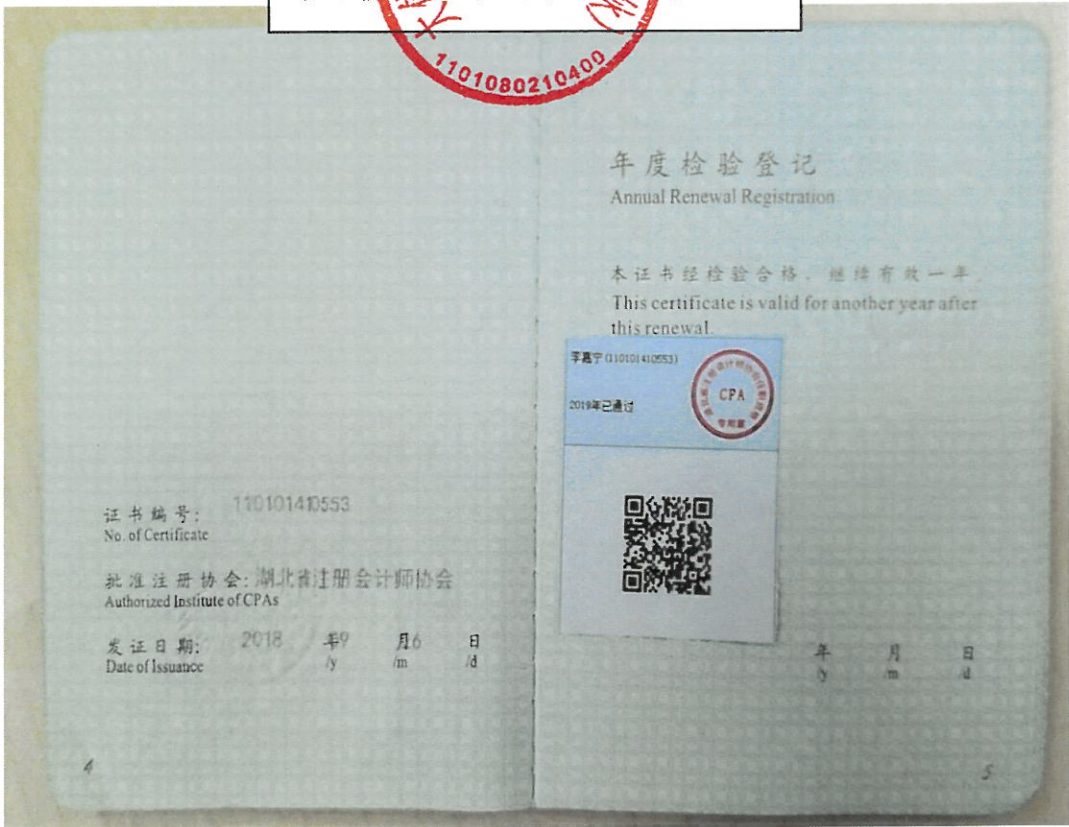 1101080210400
年度检验登记
Annual Renewal Registration
本证书经检验合格,继续有效一年.
This certificate is valid for another year after
this renewal.
李嘉宁(110101410553)
2019年已通过
CPA
专用章
证书编号: 110101410553
No. of Certificate
批准注册协会: 湖北省注册会计师协会
Authorized Institute of CPAs
发证日期: 2018 年9 月6 日
Date of Issuance /y /m /d
年 月 日
/y /m /d
4
5